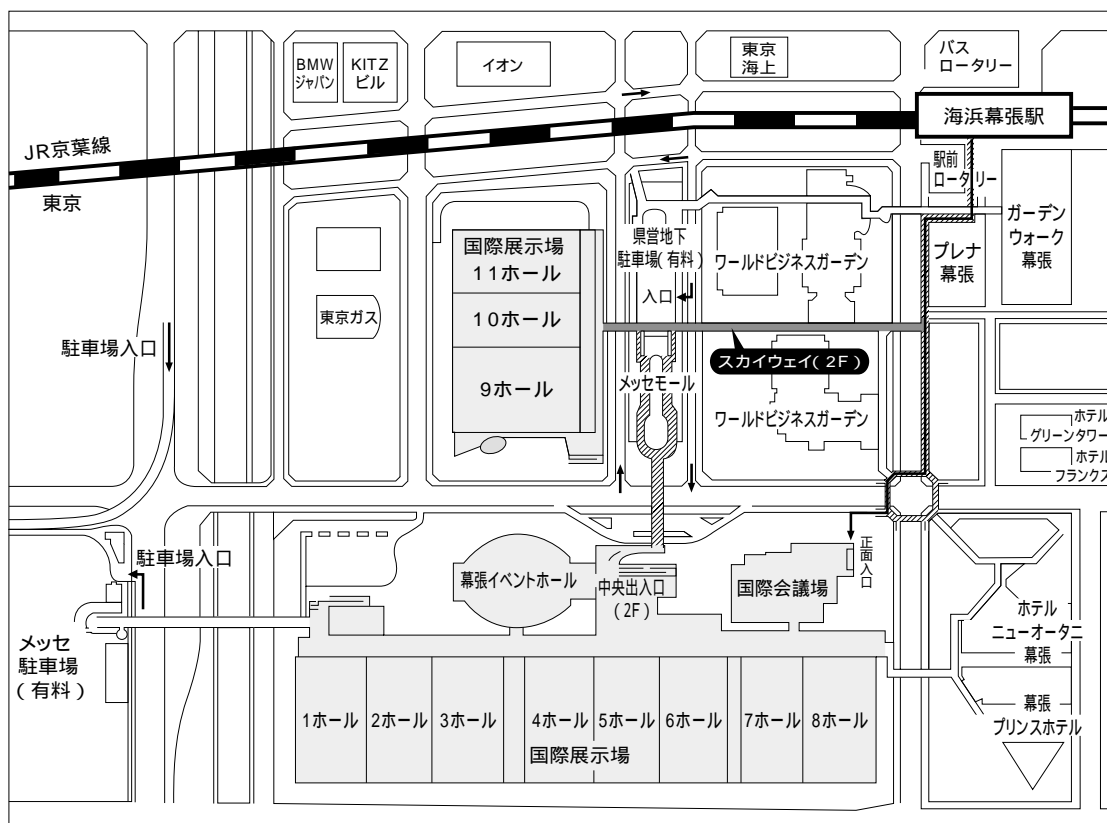 BMW
ジャパン
KITZ
ビル
イオン
東京
海上
バス
ロータリー
海浜幕張駅
JR京葉線
東京
駅前
ロータリー
国際展示場
11ホール
県営地下
駐車場(有料)
ワールドビジネスガーデン
プレナ
幕張
ガーデン
ウォーク
幕張
入口
東京ガス
10ホール
駐車場入口
スカイウェイ(2F)
9ホール
メッセモール
ワールドビジネスガーデン
ホテル
グリーンタワー
ホテル
フランクス
駐車場入口
幕張イベントホール
中央出入口
(2F)
国際会議場
正面入口
ホテル
ニューオータニ
幕張
メッセ
駐車場
(有料)
1ホール
2ホール
3ホール
4ホール
5ホール
6ホール
7ホール
8ホール
国際展示場
幕張
プリンスホテル